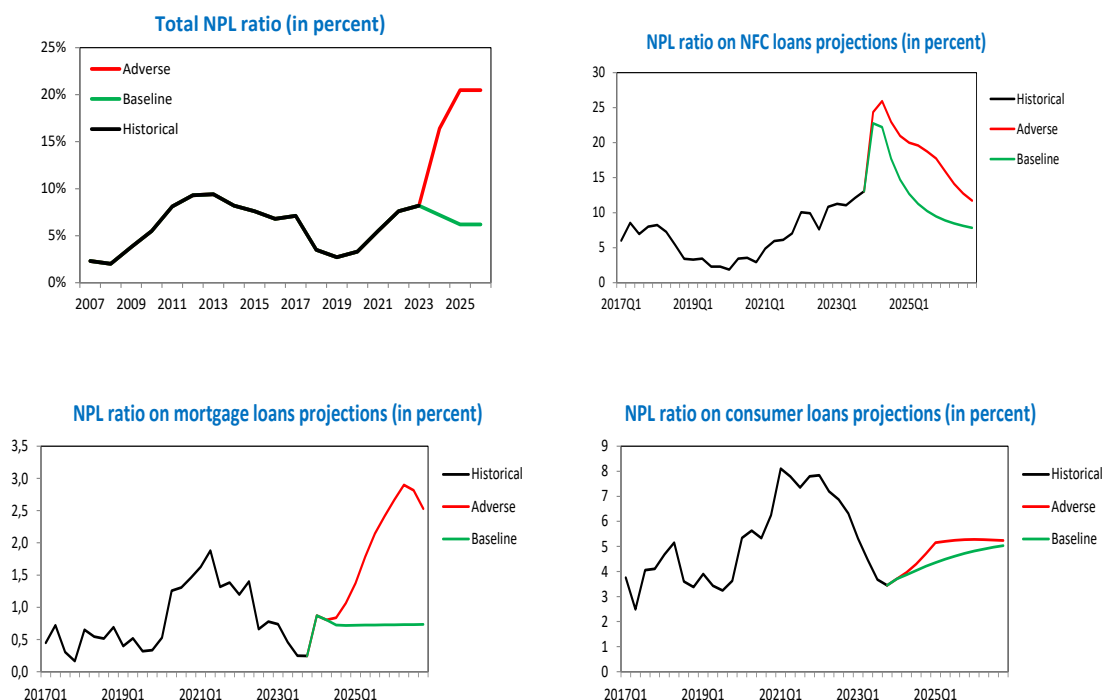 Total NPL ratio (in percent)
25%
20%
15%
10%
5%
0%
Adverse
Baseline
Historical
2007 2009 2011 2013 2015 2017 2019 2021 2023 2025
NPL ratio on NFC loans projections (in percent)
30
25
20
15
10
5
0
2017Q1 2019Q1 2021Q1 2023Q1 2025Q1
Historical
Adverse
Baseline
NPL ratio on mortgage loans projections (in percent)
3,5
3,0
2,5
2,0
1,5
1,0
0,5
0,0
2017Q1 2019Q1 2021Q1 2023Q1 2025Q1
Historical
Adverse
Baseline
NPL ratio on consumer loans projections (in percent)
9
8
7
6
5
4
3
2
1
0
2017Q1 2019Q1 2021Q1 2023Q1 2025Q1
Historical
Adverse
Baseline